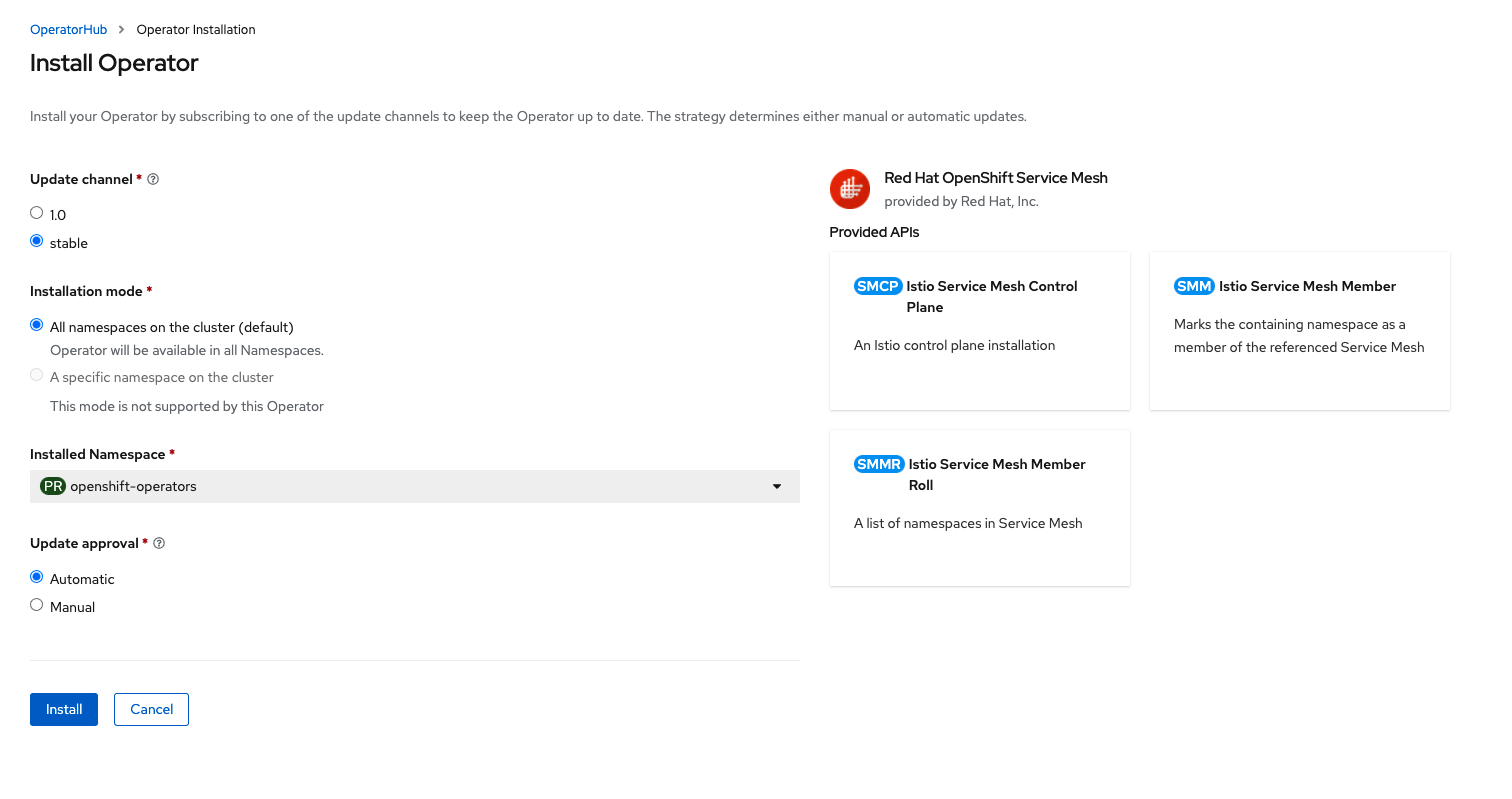 OperatorHub > Operator Installation
Install Operator
Install your Operator by subscribing to one of the update channels to keep the Operator up to date. The strategy determines either manual or automatic updates.
Update channel *
1.0
stable
Installation mode *
All namespaces on the cluster (default)
Operator will be available in all Namespaces.
A specific namespace on the cluster
This mode is not supported by this Operator
Installed Namespace *
PR openshift-operators
Update approval *
Automatic
Manual
Install Cancel
Red Hat OpenShift Service Mesh
provided by Red Hat, Inc.
Provided APIs
SMCP Istio Service Mesh Control
Plane
An Istio control plane installation
SMM Istio Service Mesh Member
Marks the containing namespace as a
member of the referenced Service Mesh
SMMR Istio Service Mesh Member
Roll
A list of namespaces in Service Mesh